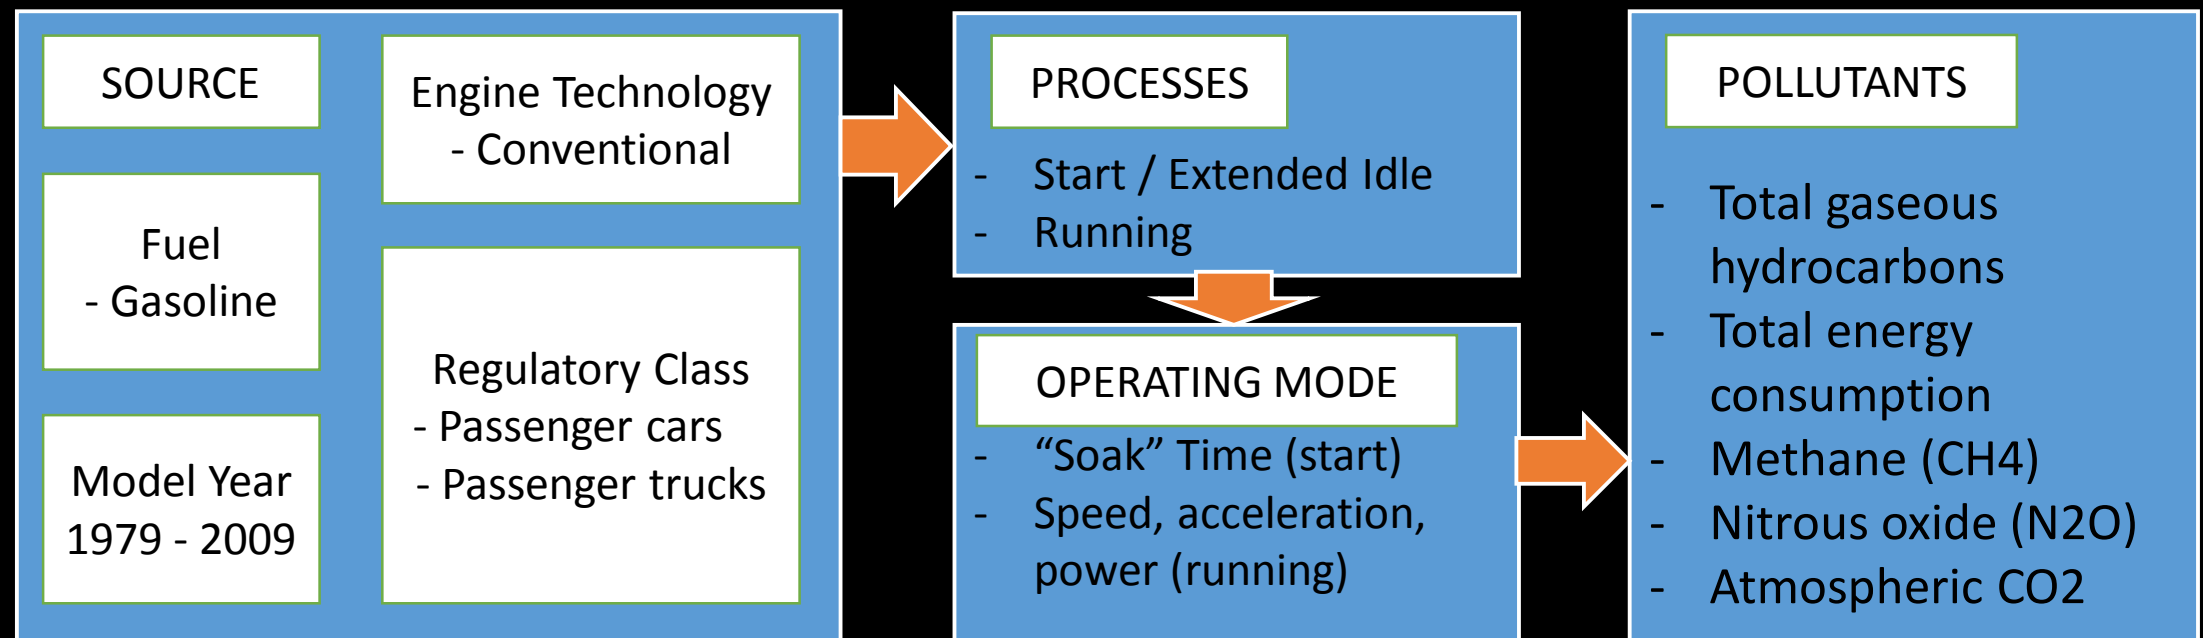 SOURCE
Fuel
- Gasoline
Model Year
1979 - 2009
Engine Technology
- Conventional
Regulatory Class
- Passenger cars
- Passenger trucks
PROCESSES
- Start / Extended Idle
- Running
OPERATING MODE
- “Soak” Time (start)
- Speed, acceleration,
power (running)
POLLUTANTS
- Total gaseous
hydrocarbons
- Total energy
consumption
- Methane (CH4)
- Nitrous oxide (N2O)
- Atmospheric CO2